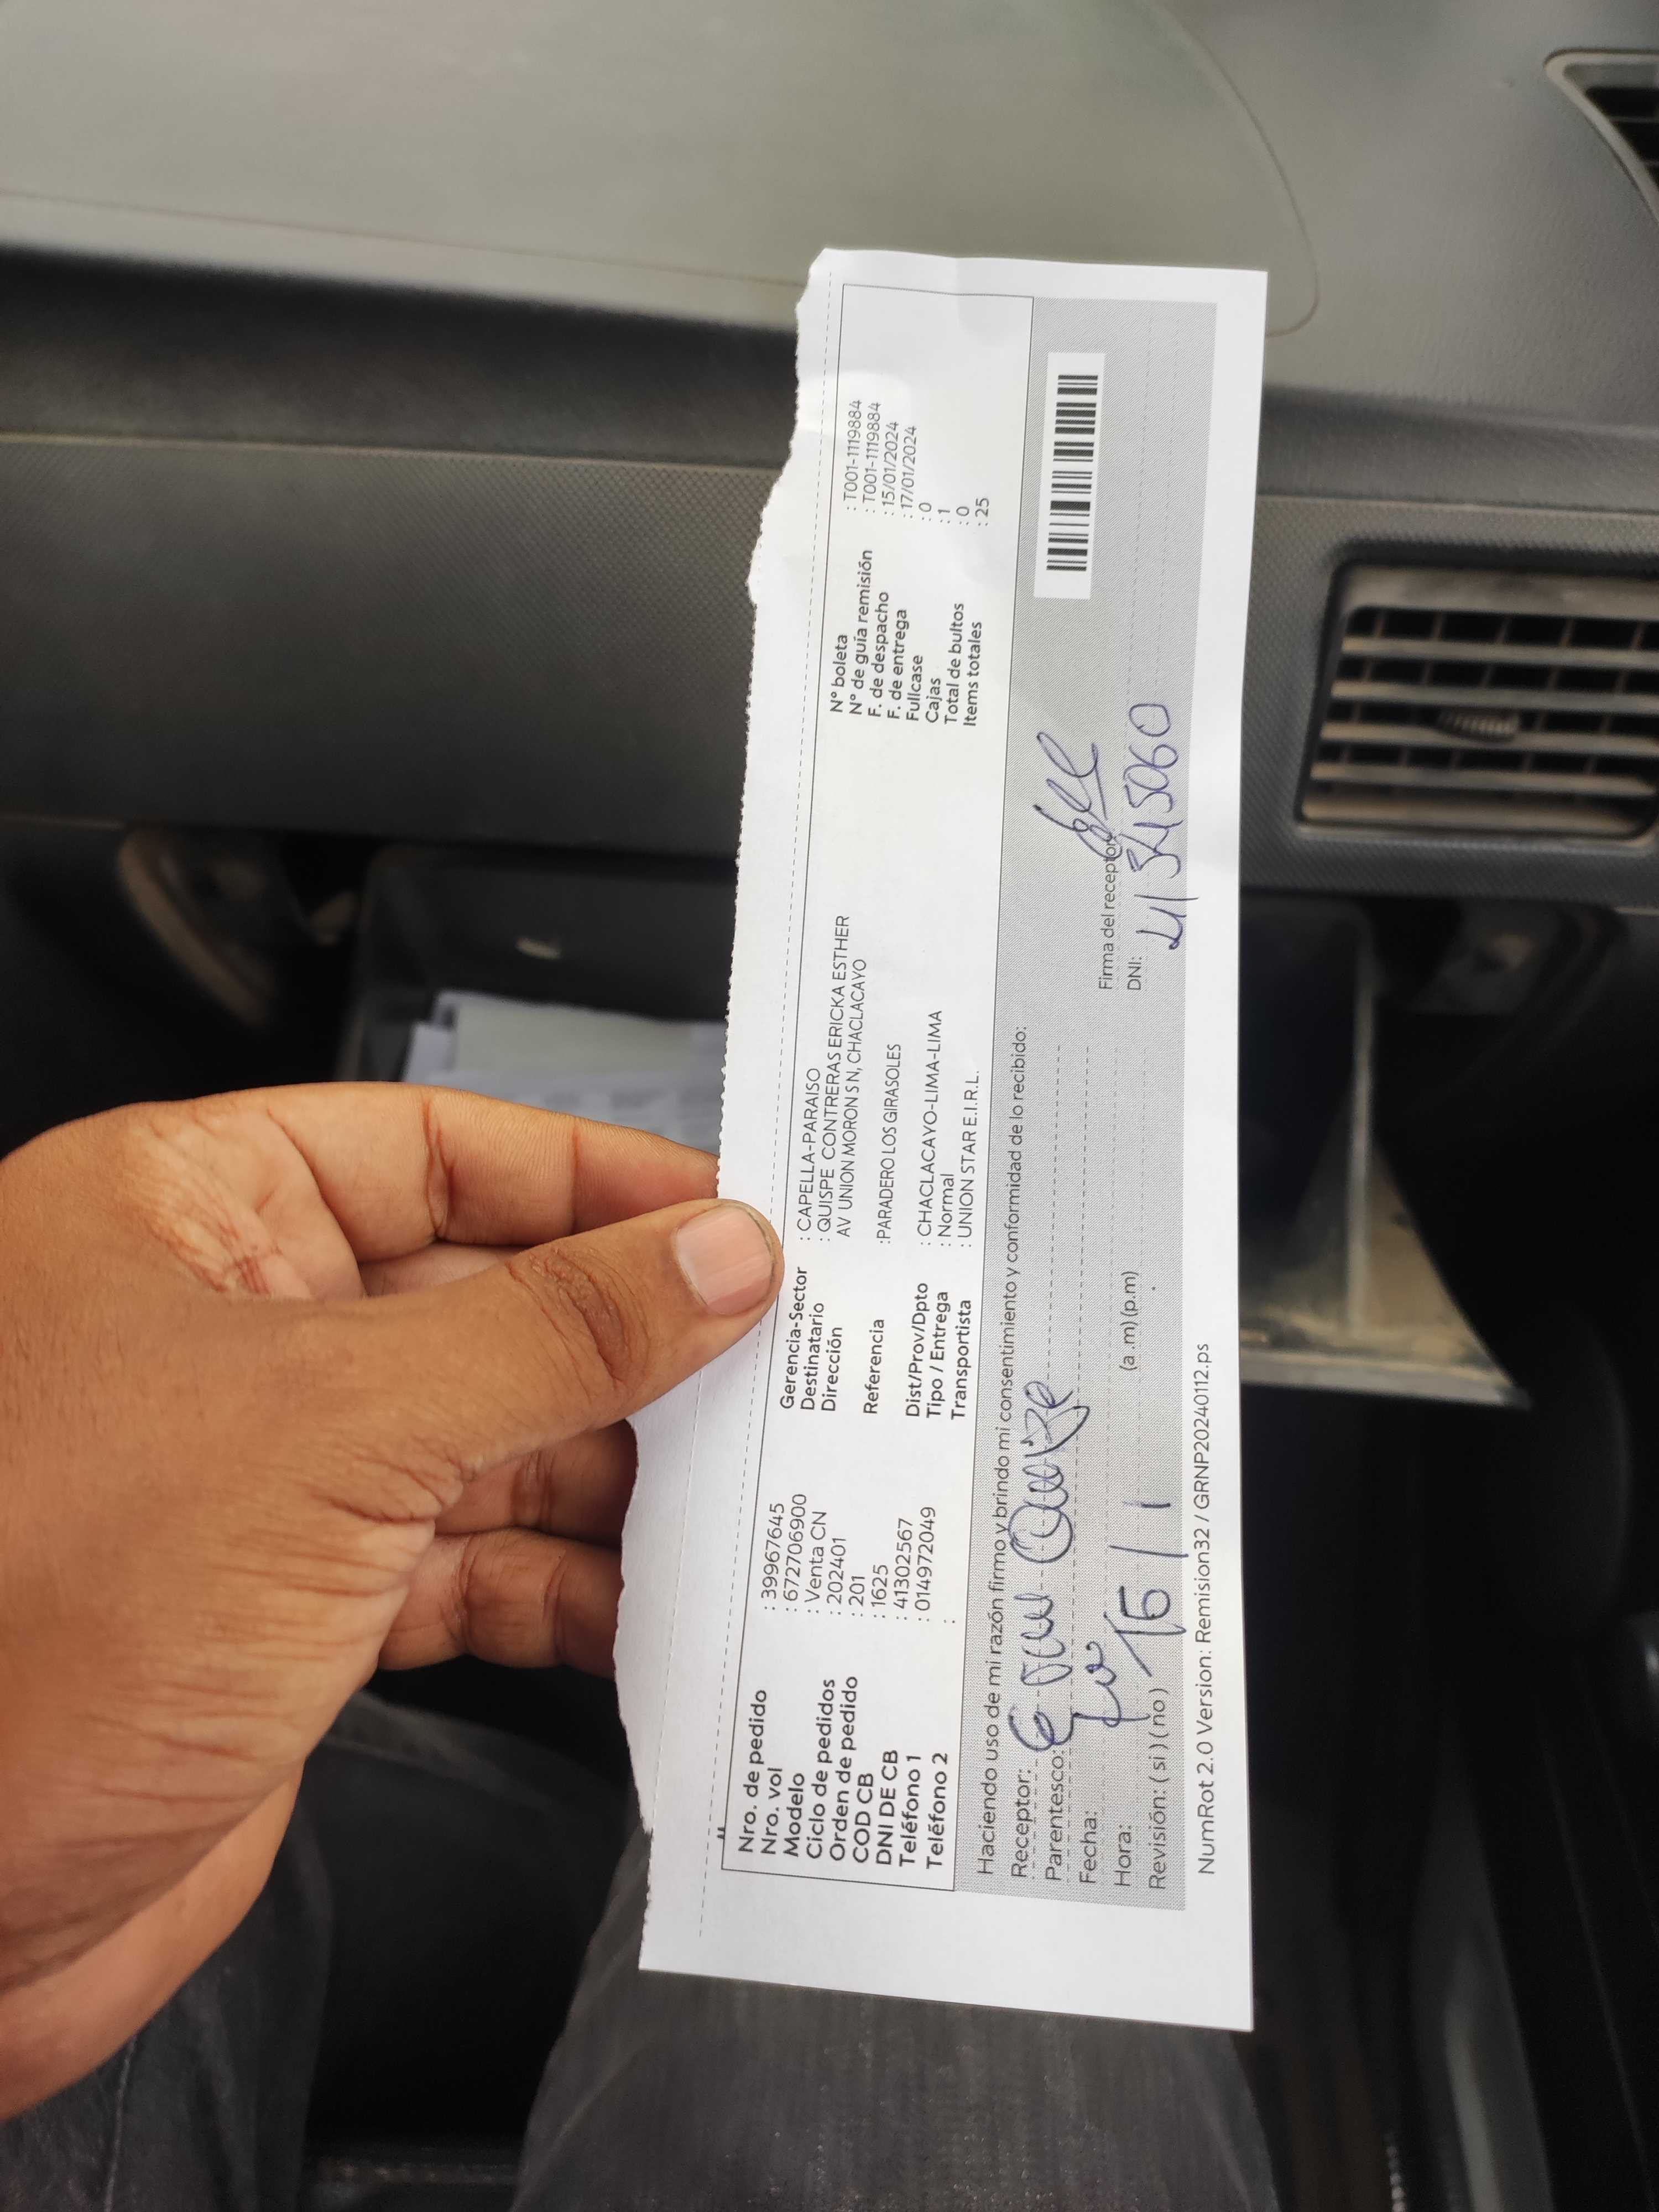 Nro. de pedido : 39967645
Nro. vol : 672706900
Modelo : Venta CN
Ciclo de pedidos : 202401
Orden de pedido : 201
COD CB : 1625
DNI DE CB : 41302567
Teléfono 1 : 014972049
Teléfono 2 :
Gerencia-Sector : CAPELLA-PARAISO
Destinatario : QUISPE CONTRERAS ERICKA ESTHER
Dirección AV UNION MORON S N, CHACLACAYO
Referencia :PARADERO LOS GIRASOLES
Dist/Prov/Dpto : CHACLACAYO-LIMA-LIMA
Tipo / Entrega : Normal
Transportista : UNION STAR E.I.R.L.
N° boleta : T001-1119884
N° de guía remisión : T001-1119884
F. de despacho : 15/01/2024
F. de entrega : 17/01/2024
Fullcase : 0
Cajas : 1
Total de bultos : 0
Items totales : 25
Haciendo uso de mi razón firmo y brindo mi consentimiento y conformidad de lo recibido:
Receptor:
Parentesco:
Fecha:
Hora: (a .m) (p.m)
Revisión: ( si ) ( no )
Firma del receptor:
DNI:
NumRot 2.0 Version: Remision32 / GRNP20240112.ps